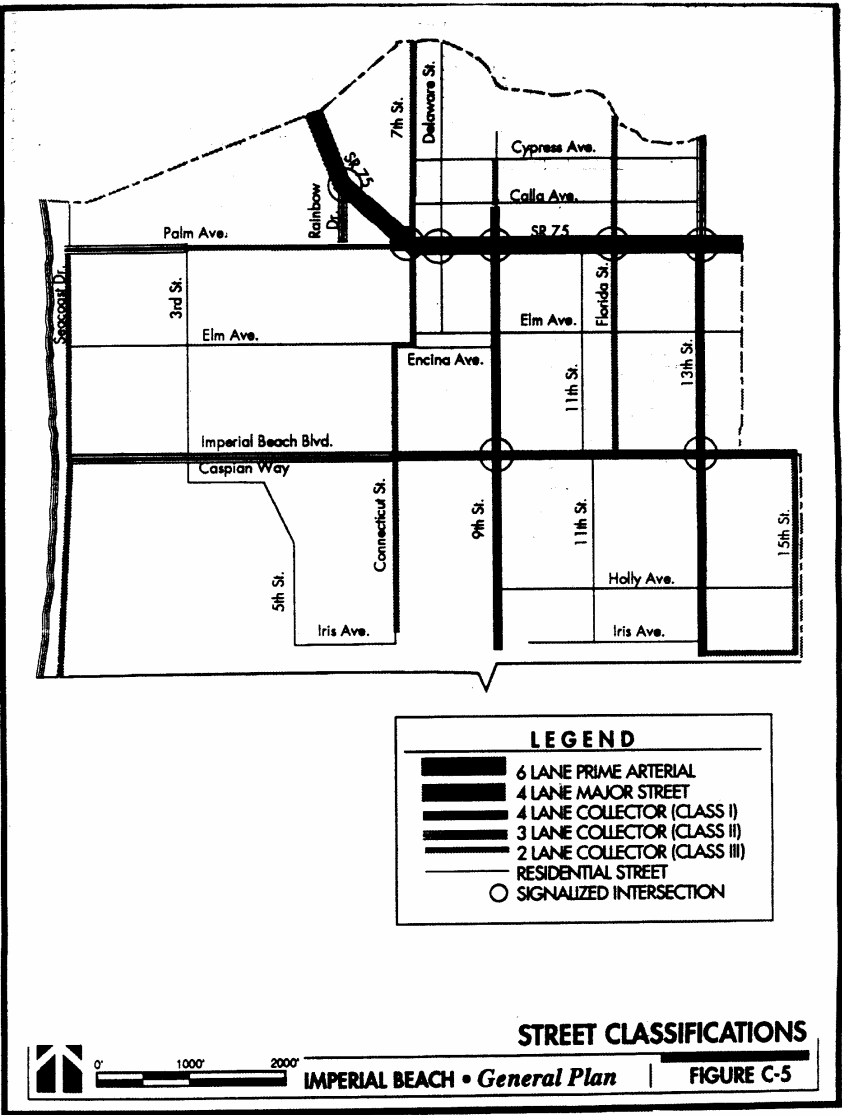 7th St.
Delaware St.
SR 75
Cypress Ave.
Rainbow
Dr.
Calla Ave.
Palm Ave.
SR 75
Seacoast Dr.
3rd St.
Florida St.
Elm Ave.
Elm Ave.
Encina Ave.
11th St.
13th St.
Imperial Beach Blvd.
Caspian Way
Connecticut St.
9th St.
11th St.
15th St.
5th St.
Holly Ave.
Iris Ave.
Iris Ave.
LEGEND
6 LANE PRIME ARTERIAL
4 LANE MAJOR STREET
4 LANE COLLECTOR (CLASS I)
3 LANE COLLECTOR (CLASS II)
2 LANE COLLECTOR (CLASS III)
RESIDENTIAL STREET
SIGNALIZED INTERSECTION
STREET CLASSIFICATIONS
0' 1000' 2000'
IMPERIAL BEACH • General Plan
FIGURE C-5